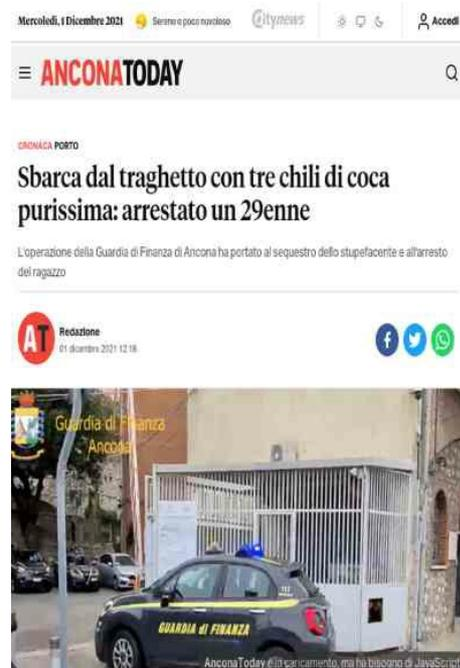 Mercoledì, 1 Dicembre 2021 Sereno o poco nuvoloso Citynews Accedi
ANCONATODAY
CRONACA PORTO
Sbarca dal traghetto con tre chili di coca
purissima: arrestato un 29enne
L'operazione della Guardia di Finanza di Ancona ha portato al sequestro dello stupefacente e all'arresto
del ragazzo
AT
Redazione
01 dicembre 2021 12:18
Guardia di Finanza
Ancona
117
GUARDIA di FINANZA
AnconaToday è in caricamento, ma ha bisogno di JavaScript